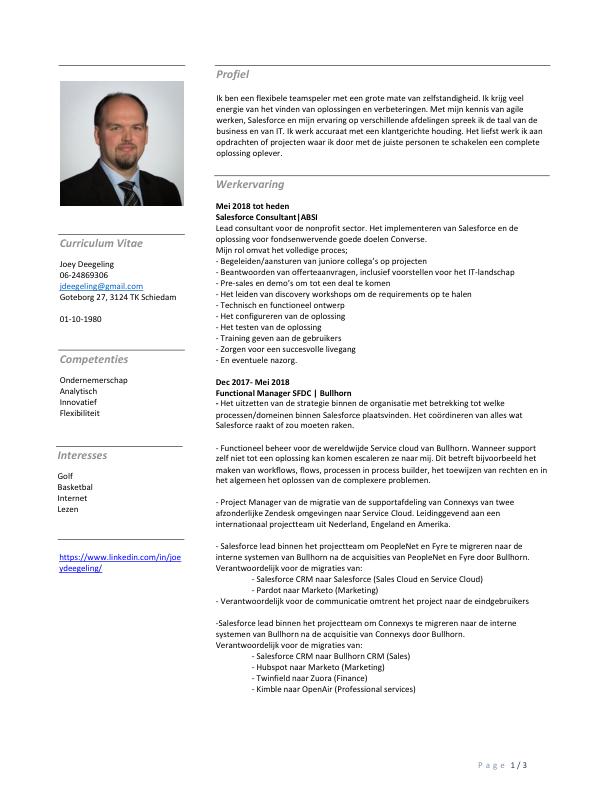 Profiel
Ik ben een flexibele teamspeler met een grote mate van zelfstandigheid. Ik krijg veel
energie van het vinden van oplossingen en verbeteringen. Met mijn kennis van agile
werken, Salesforce en mijn ervaring op verschillende afdelingen spreek ik de taal van de
business en van IT. Ik werk accuraat met een klantgerichte houding. Het liefst werk ik aan
opdrachten of projecten waar ik door met de juiste personen te schakelen een complete
oplossing oplever.
Curriculum Vitae
Joey Deegeling
06-24869306
jdeegeling@gmail.com
Goteborg 27, 3124 TK Schiedam
01-10-1980
Competenties
Ondernemerschap
Analytisch
Innovatief
Flexibiliteit
Interesses
Golf
Basketbal
Internet
Lezen
https://www.linkedin.com/in/joe
ydeegeling/
Werkervaring
Mei 2018 tot heden
Salesforce Consultant|ABSI
Lead consultant voor de nonprofit sector. Het implementeren van Salesforce en de
oplossing voor fondsenwervende goede doelen Converse.
Mijn rol omvat het volledige proces;
- Begeleiden/aansturen van juniore collega's op projecten
- Beantwoorden van offerteaanvragen, inclusief voorstellen voor het IT-landschap
- Pre-sales en demo's om tot een deal te komen
- Het leiden van discovery workshops om de requirements op te halen
- Technisch en functioneel ontwerp
- Het configureren van de oplossing
- Het testen van de oplossing
- Training geven aan de gebruikers
- Zorgen voor een succesvolle livegang
- En eventuele nazorg.
Dec 2017- Mei 2018
Functional Manager SFDC | Bullhorn
- Het uitzetten van de strategie binnen de organisatie met betrekking tot welke
processen/domeinen binnen Salesforce plaatsvinden. Het coördineren van alles wat
Salesforce raakt of zou moeten raken.
- Functioneel beheer voor de wereldwijde Service cloud van Bullhorn. Wanneer support
zelf niet tot een oplossing kan komen escaleren ze naar mij. Dit betreft bijvoorbeeld het
maken van workflows, flows, processen in process builder, het toewijzen van rechten en in
het algemeen het oplossen van de complexere problemen.
- Project Manager van de migratie van de supportafdeling van Connexys van twee
afzonderlijke Zendesk omgevingen naar Service Cloud. Leidinggevend aan een
internationaal projectteam uit Nederland, Engeland en Amerika.
- Salesforce lead binnen het projectteam om PeopleNet en Fyre te migreren naar de
interne systemen van Bullhorn na de acquisities van PeopleNet en Fyre door Bullhorn.
Verantwoordelijk voor de migraties van:
- Salesforce CRM naar Salesforce (Sales Cloud en Service Cloud)
- Pardot naar Marketo (Marketing)
- Verantwoordelijk voor de communicatie omtrent het project naar de eindgebruikers
-Salesforce lead binnen het projectteam om Connexys te migreren naar de interne
systemen van Bullhorn na de acquisitie van Connexys door Bullhorn.
Verantwoordelijk voor de migraties van:
- Salesforce CRM naar Bullhorn CRM (Sales)
- Hubspot naar Marketo (Marketing)
- Twinfield naar Zuora (Finance)
- Kimble naar OpenAir (Professional services)
Page 1 / 3